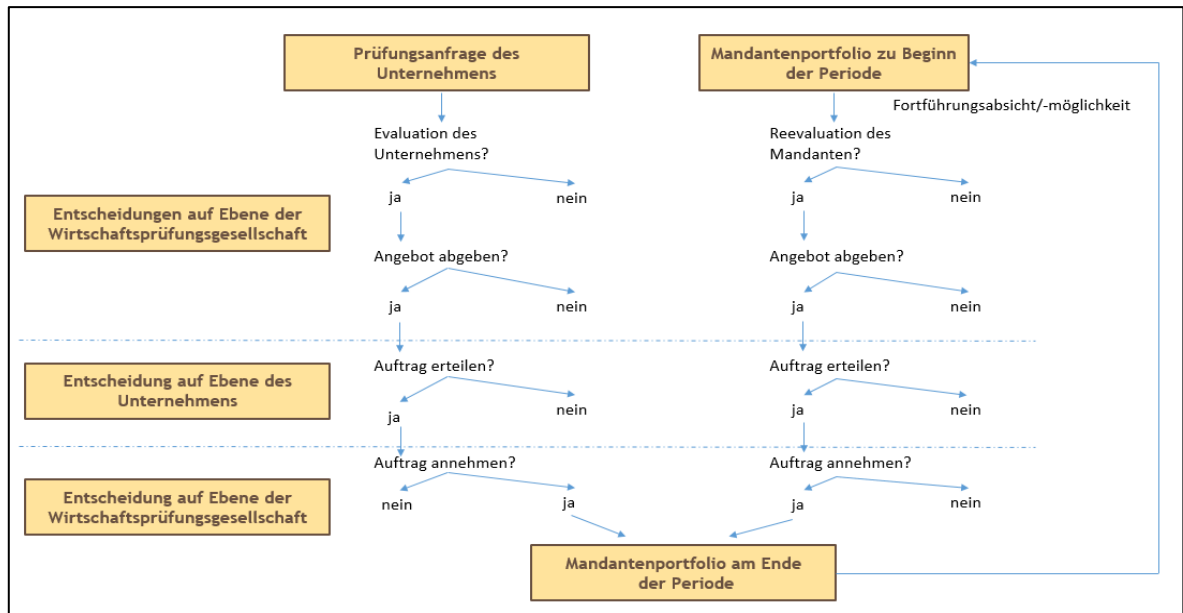 Prüfungsanfrage des
Unternehmens
Mandantenportfolio zu Beginn
der Periode
Fortführungsabsicht/-möglichkeit
Evaluation des
Unternehmens?
Reevaluation des
Mandanten?
ja
nein
ja
nein
Entscheidungen auf Ebene der
Wirtschaftsprüfungsgesellschaft
Angebot abgeben?
Angebot abgeben?
ja
nein
ja
nein
Entscheidung auf Ebene des
Unternehmens
Auftrag erteilen?
Auftrag erteilen?
ja
nein
ja
nein
Entscheidung auf Ebene der
Wirtschaftsprüfungsgesellschaft
Auftrag annehmen?
Auftrag annehmen?
nein
ja
ja
nein
Mandantenportfolio am Ende
der Periode